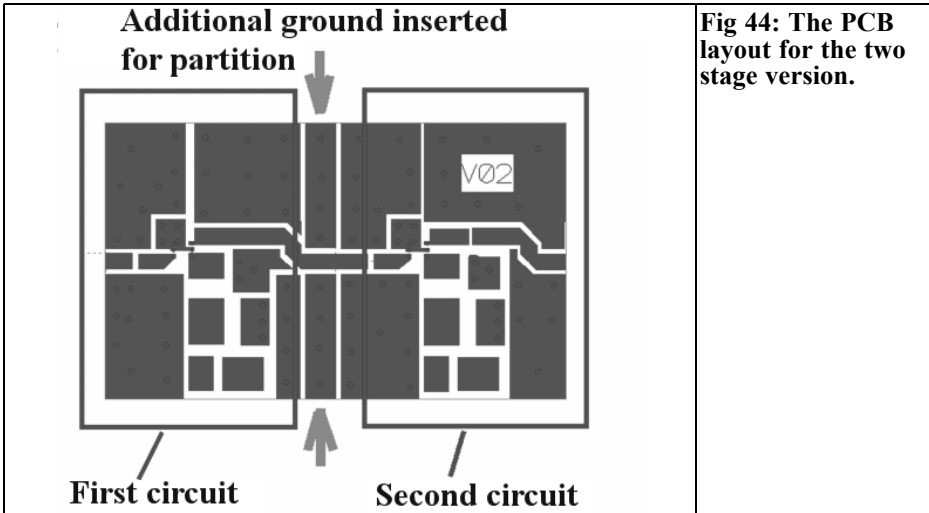 Additional ground inserted
for partition
Fig 44: The PCB
layout for the two
stage version.
V02
First circuit
Second circuit